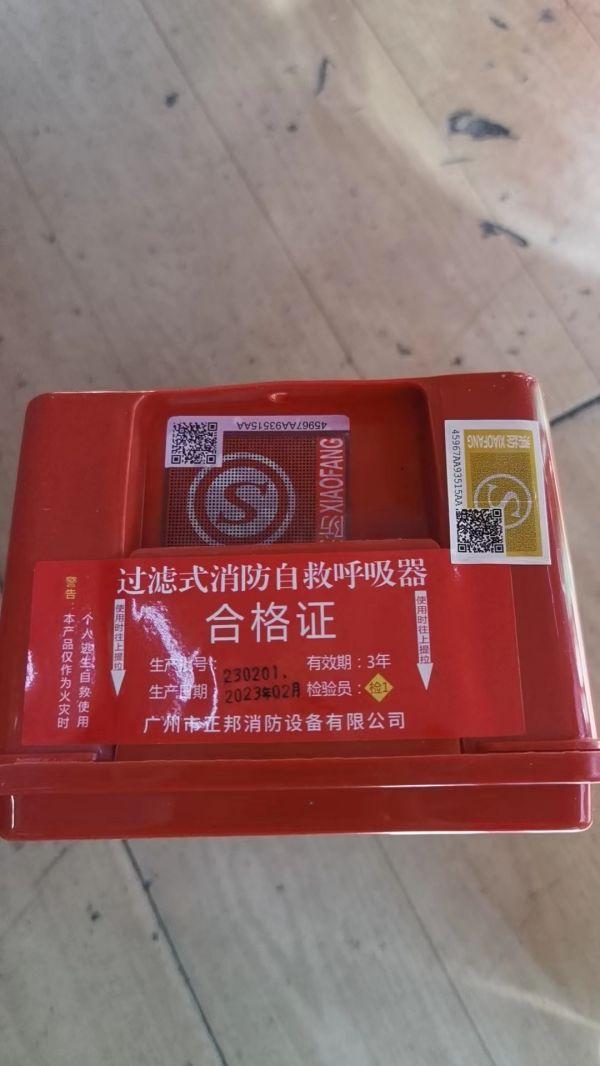 45967AA93515AA
XIAOFANG
消防 XIAOFANG
45967AA93515AA
过滤式消防自救呼吸器
合格证
警告：本产品仅作为火灾时
个人逃生自救使用
使用时往上提拉
使用时往上提拉
生产批号：230201.
有效期：3年
生产日期 2023年02月
检验员：检1
广州市正邦消防设备有限公司